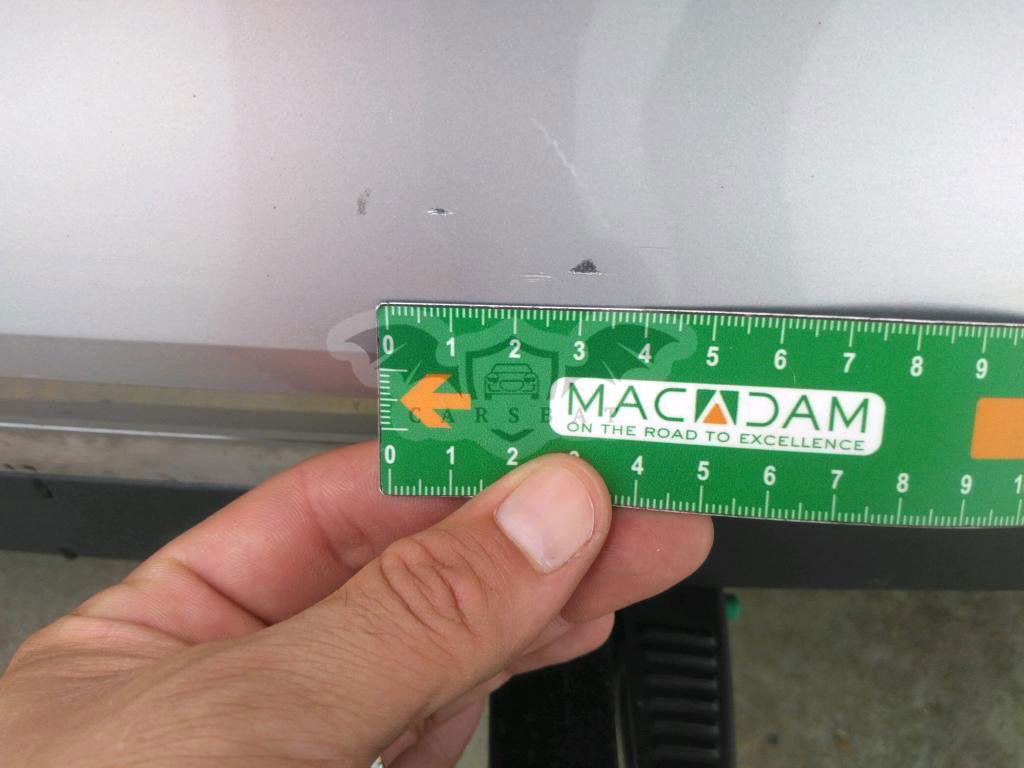 0 1 2 3 4 5 6 7 8 9
MACADAM
ON THE ROAD TO EXCELLENCE
CARSEAT
0 1 2 4 5 6 7 8 9